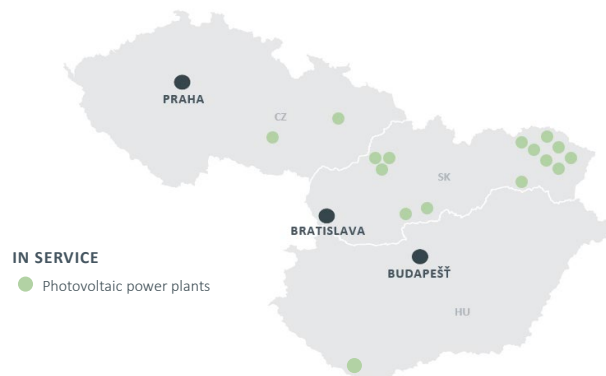 PRAHA
CZ
SK
BRATISLAVA
IN SERVICE
BUDAPEŠŤ
Photovoltaic power plants
HU